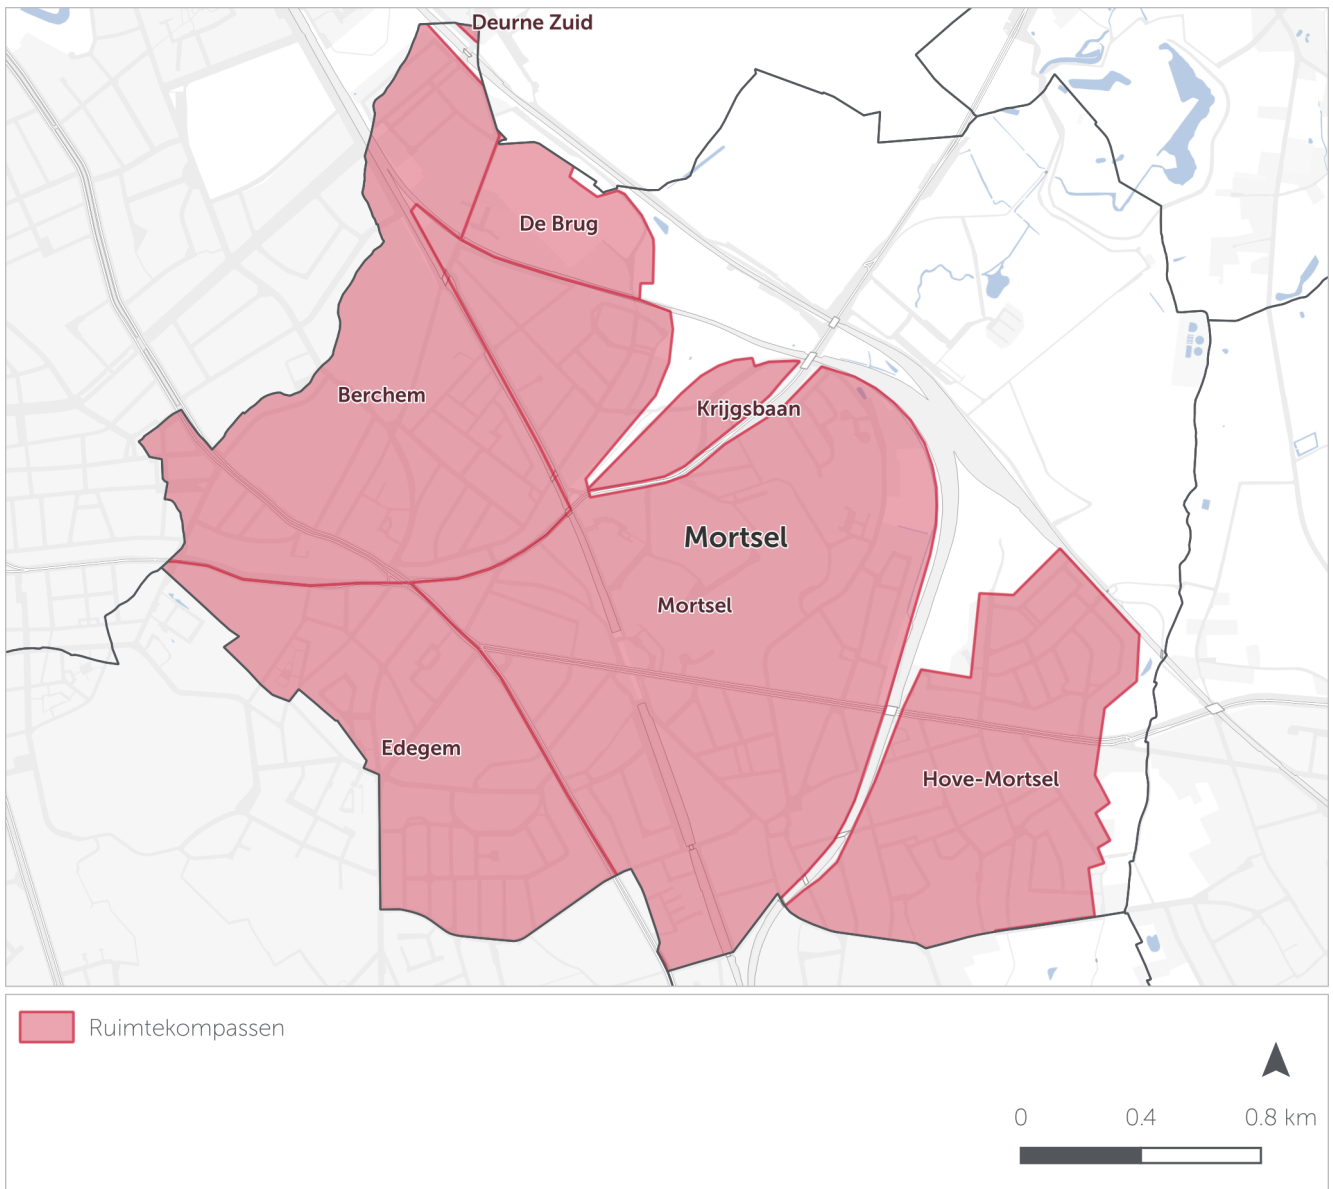 Deurne Zuid
De Brug
Berchem
Krijgsbaan
Mortsel
Mortsel
Edegem
Hove-Mortsel
Ruimtekompassen
0 0.4 0.8 km